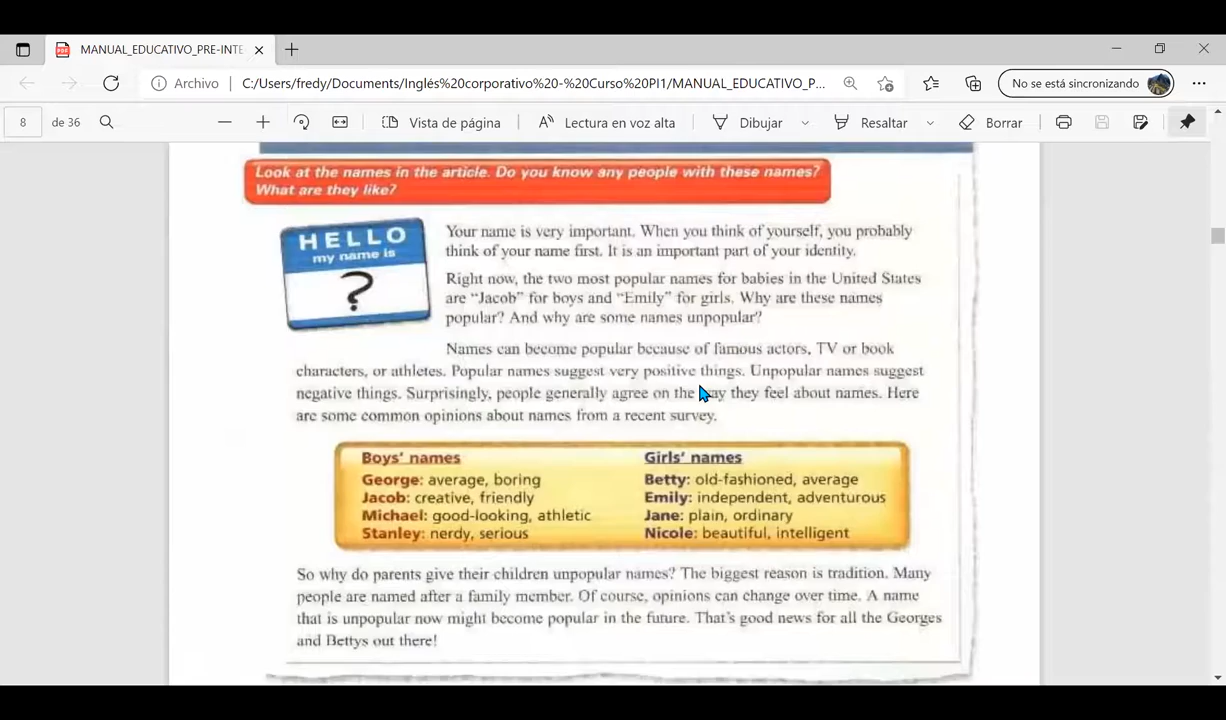 MANUAL_EDUCATIVO_PRE-INTE
Archivo C:/Users/fredy/Documents/Inglés%20corporativo%20-%20Curso%20PI1/MANUAL_EDUCATIVO_P... No se está sincronizando
8 de 36 Vista de página Lectura en voz alta Dibujar Resaltar Borrar
Look at the names in the article. Do you know any people with these names?
What are they like?
HELLO
my name is
?
Your name is very important. When you think of yourself, you probably
think of your name first. It is an important part of your identity.
Right now, the two most popular names for babies in the United States
are "Jacob" for boys and "Emily" for girls. Why are these names
popular? And why are some names unpopular?
Names can become popular because of famous actors, TV or book
characters, or athletes. Popular names suggest very positive things. Unpopular names suggest
negative things. Surprisingly, people generally agree on the way they feel about names. Here
are some common opinions about names from a recent survey.
Boys' names
George: average, boring
Jacob: creative, friendly
Michael: good-looking, athletic
Stanley: nerdy, serious
Girls' names
Betty: old-fashioned, average
Emily: independent, adventurous
Jane: plain, ordinary
Nicole: beautiful, intelligent
So why do parents give their children unpopular names? The biggest reason is tradition. Many
people are named after a family member. Of course, opinions can change over time. A name
that is unpopular now might become popular in the future. That's good news for all the Georges
and Bettys out there!